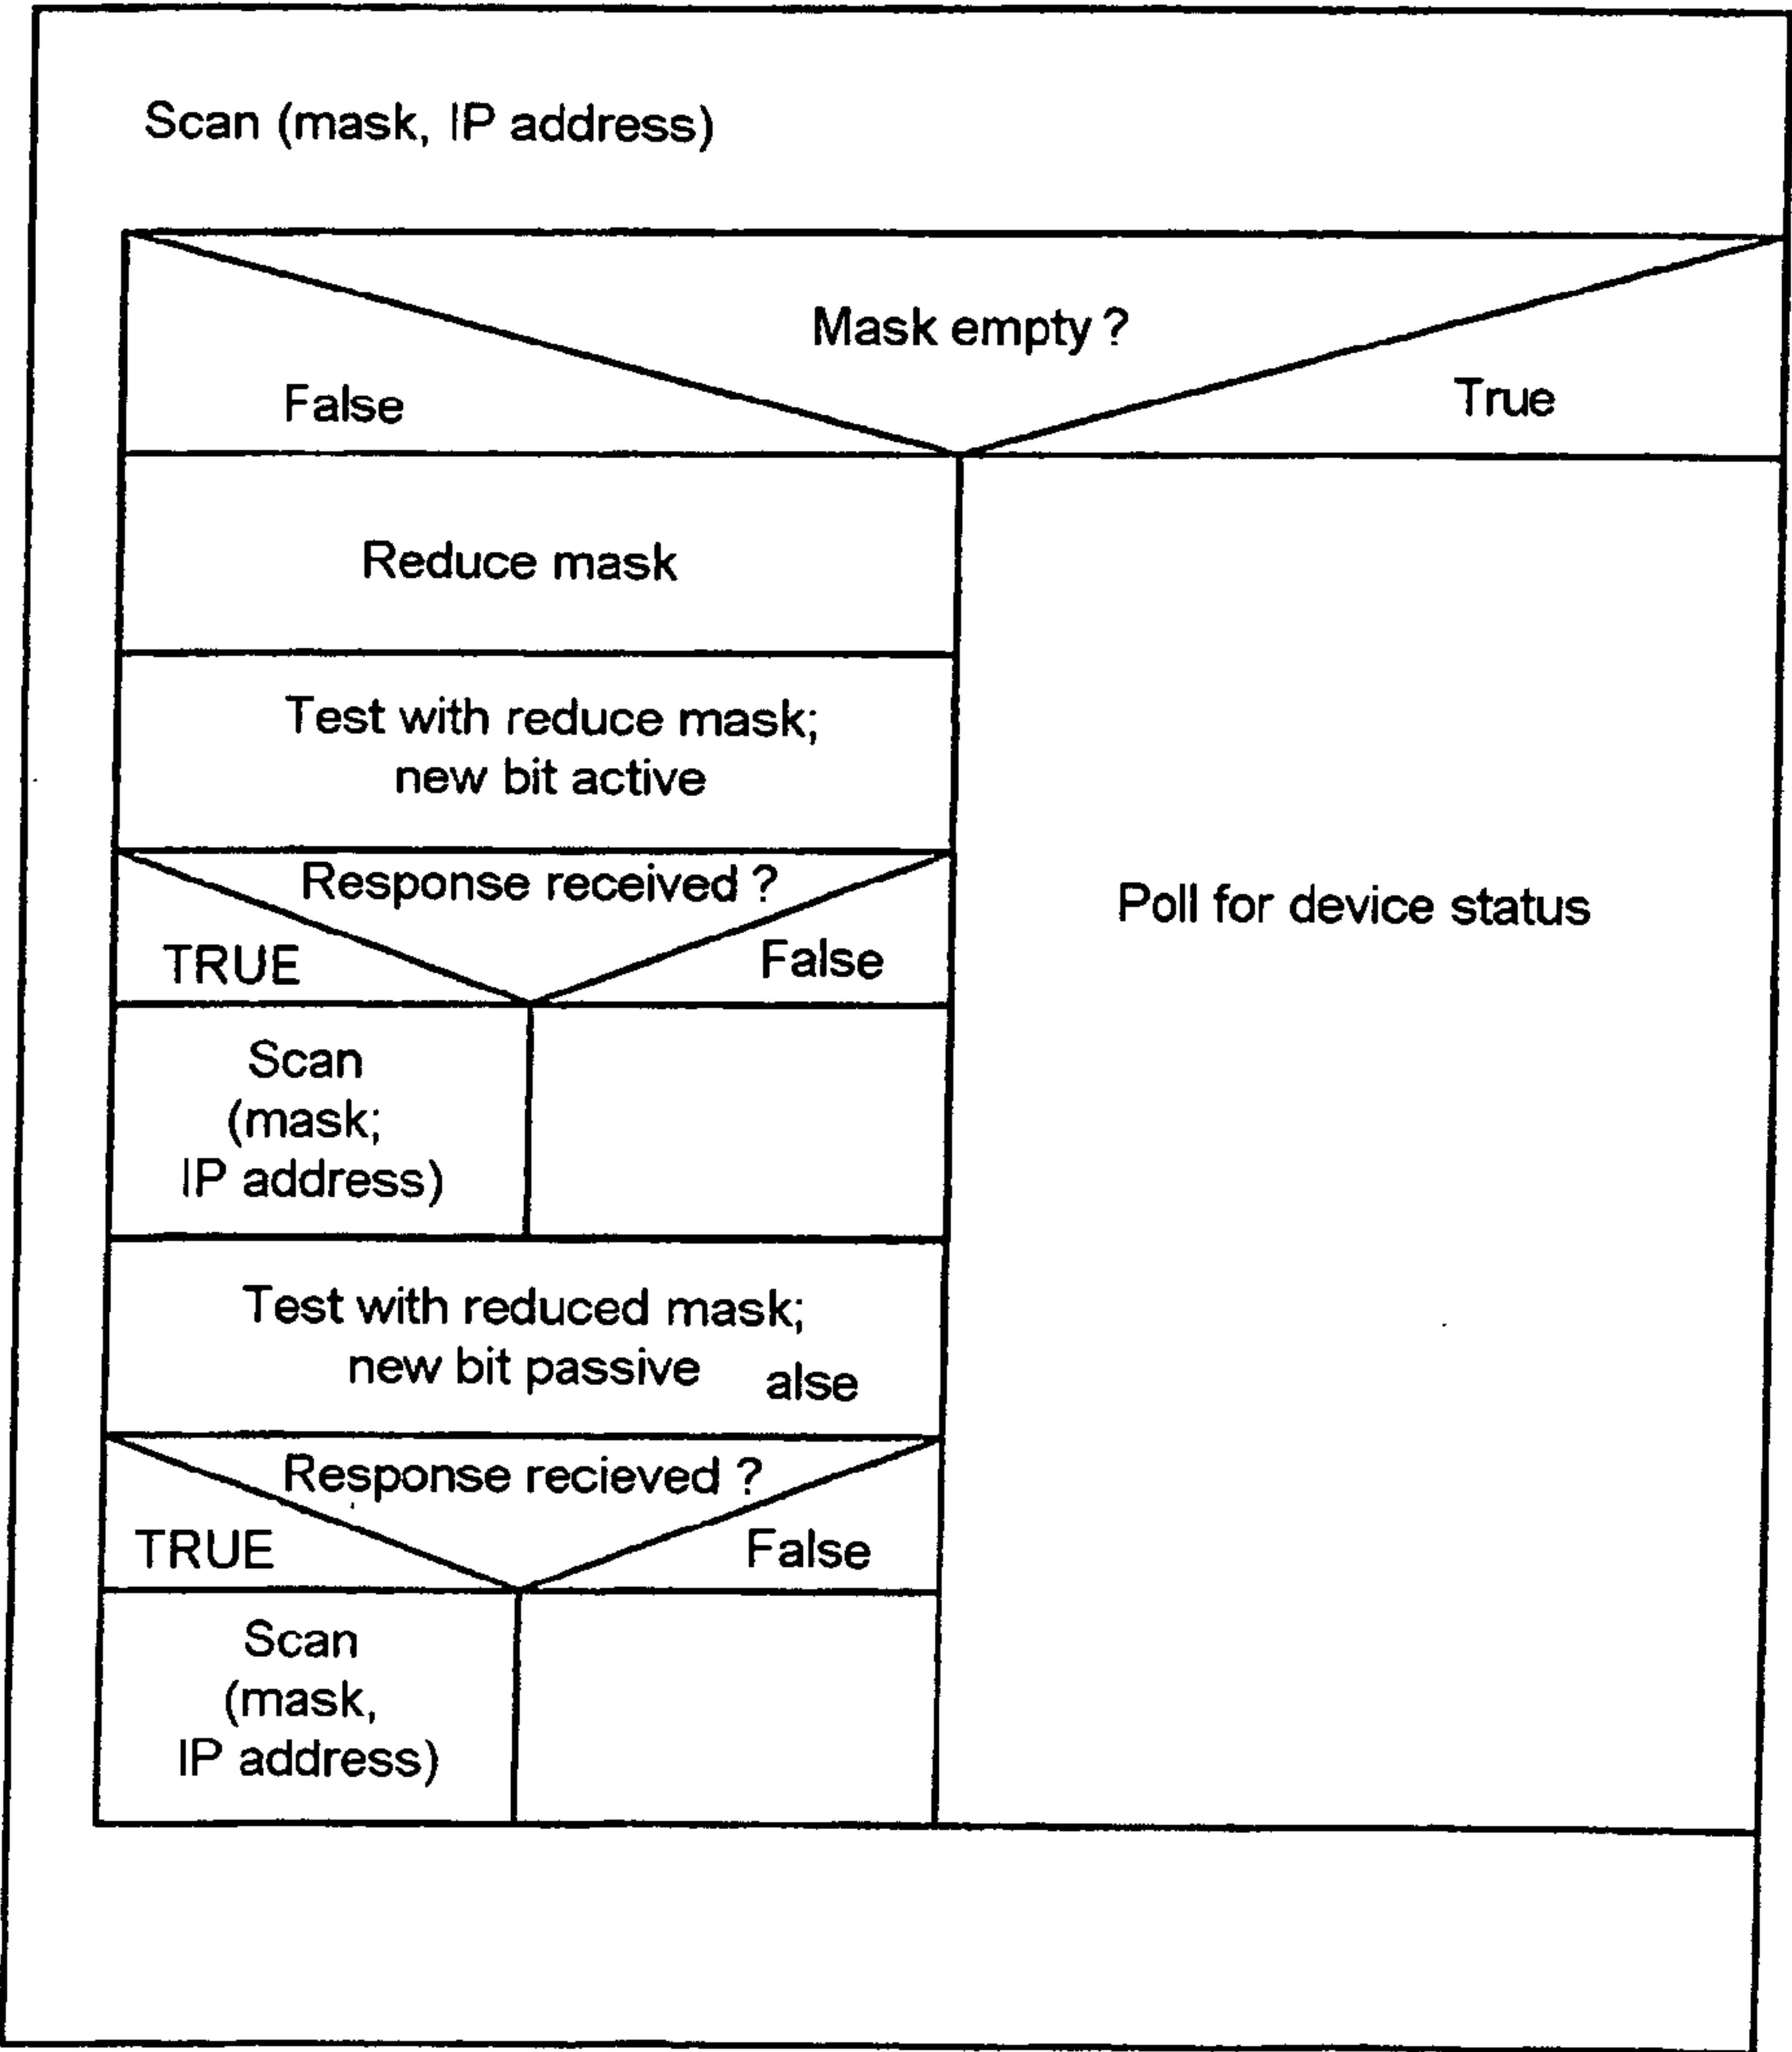 Scan (mask, IP address)
Mask empty ?
False
True
Reduce mask
Test with reduce mask;
new bit active
Response received ?
TRUE
False
Poll for device status
Scan
(mask;
IP address)
Test with reduced mask;
new bit passive alse
Response recieved ?
TRUE
False
Scan
(mask,
IP address)